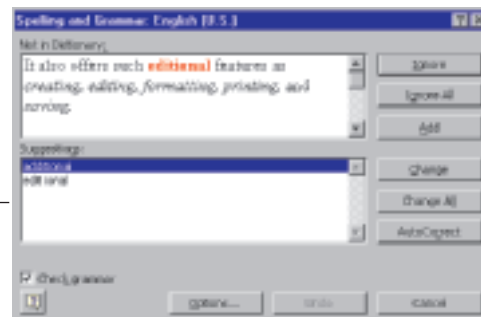 Spelling and Grammar: English (U.S.)
Not in Dictionary:
It also offers such editional features as
creating, editing, formatting, printing, and
saving.
Ignore
Ignore All
Add
Suggestions:
additional
editional
Change
Change All
AutoCorrect
Check grammar
Options...
Undo
Cancel